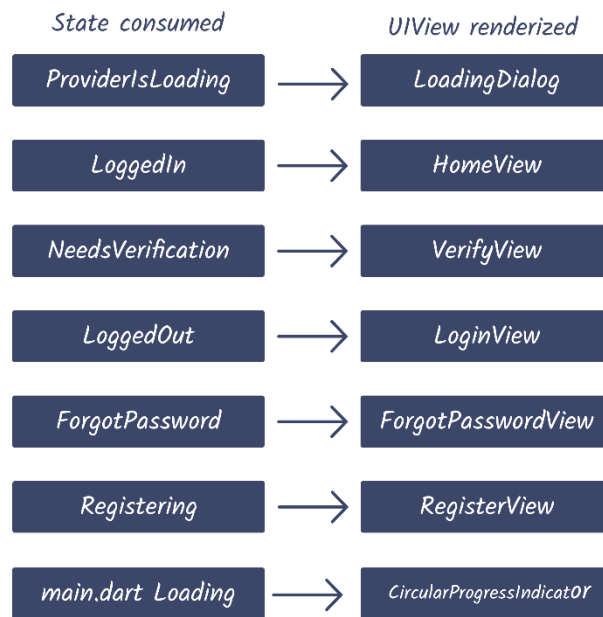 State consumed UIView renderized
ProviderIsLoading LoadingDialog
LoggedIn HomeView
NeedsVerification VerifyView
LoggedOut LoginView
ForgotPassword ForgotPasswordView
Registering RegisterView
main.dart Loading CircularProgressIndicator